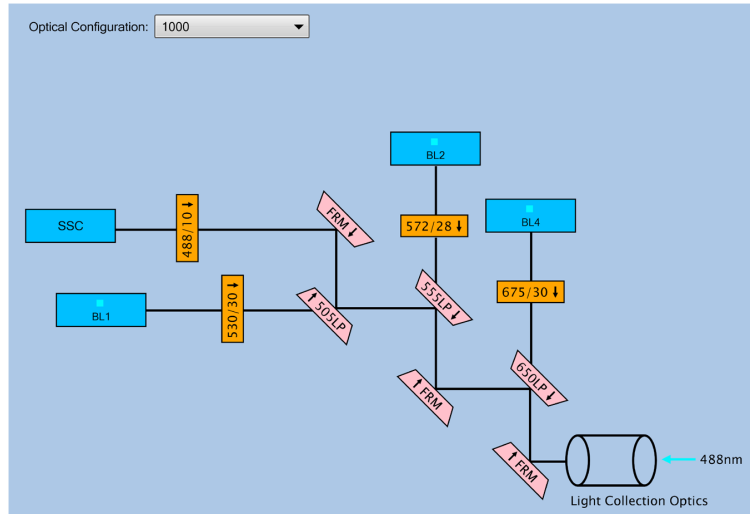 Optical Configuration: 1000
BL2
SSC
488/10 ↓
FRM ↓
572/28 ↓
BL4
BL1
530/30 ↓
↑ 505LP
555LP ↓
675/30 ↓
↑ FRM
650LP ↓
↑ FRM
488nm
Light Collection Optics